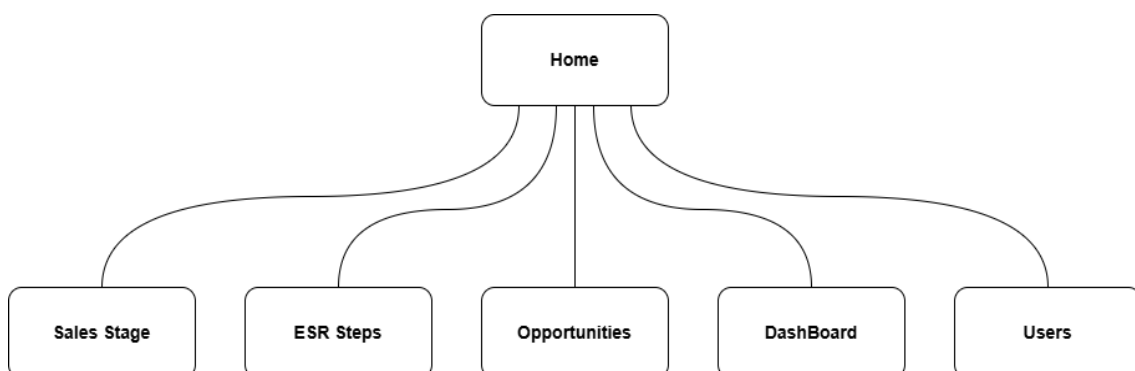 Home
Sales Stage
ESR Steps
Opportunities
DashBoard
Users